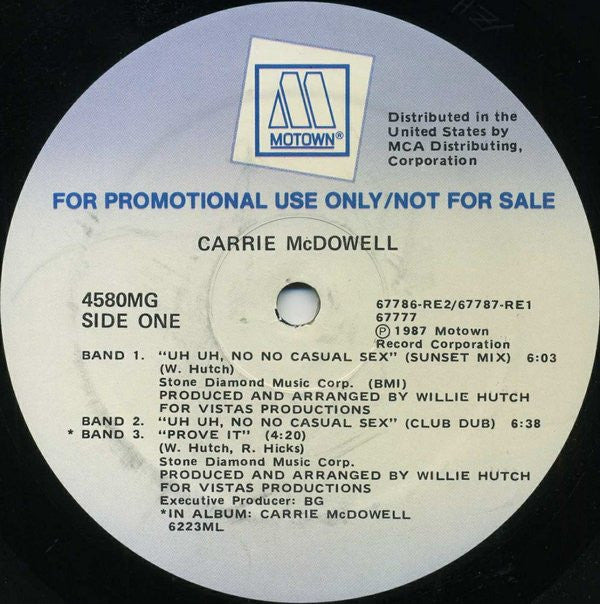 MOTOWN®
Distributed in the
United States by
MCA Distributing,
Corporation
FOR PROMOTIONAL USE ONLY/NOT FOR SALE
CARRIE McDOWELL
4580MG
SIDE ONE
67786-RE2/67787-RE1
67777
Ⓟ 1987 Motown
Record Corporation
BAND 1. "UH UH, NO NO CASUAL SEX" (SUNSET MIX) 6:03
(W. Hutch)
Stone Diamond Music Corp. (BMI)
PRODUCED AND ARRANGED BY WILLIE HUTCH
FOR VISTAS PRODUCTIONS
BAND 2. "UH UH, NO NO CASUAL SEX" (CLUB DUB) 6:38
* BAND 3. "PROVE IT" (4:20)
(W. Hutch, R. Hicks)
Stone Diamond Music Corp.
PRODUCED AND ARRANGED BY WILLIE HUTCH
FOR VISTAS PRODUCTIONS
Executive Producer: BG
*IN ALBUM: CARRIE McDOWELL
6223ML